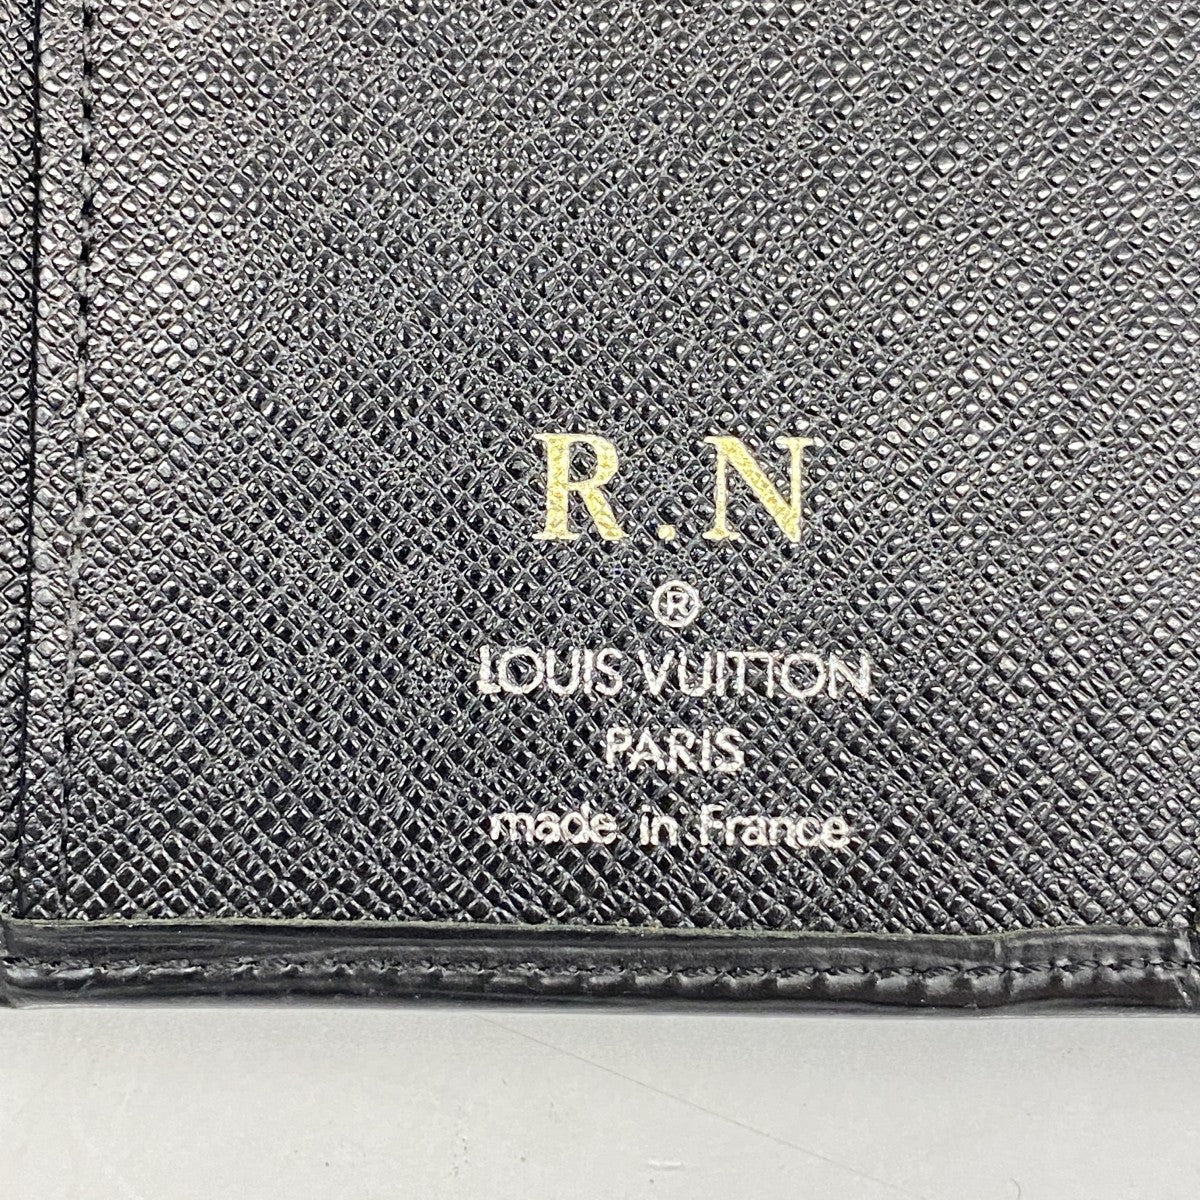 R.N
®
LOUIS VUITTON
PARIS
made in France